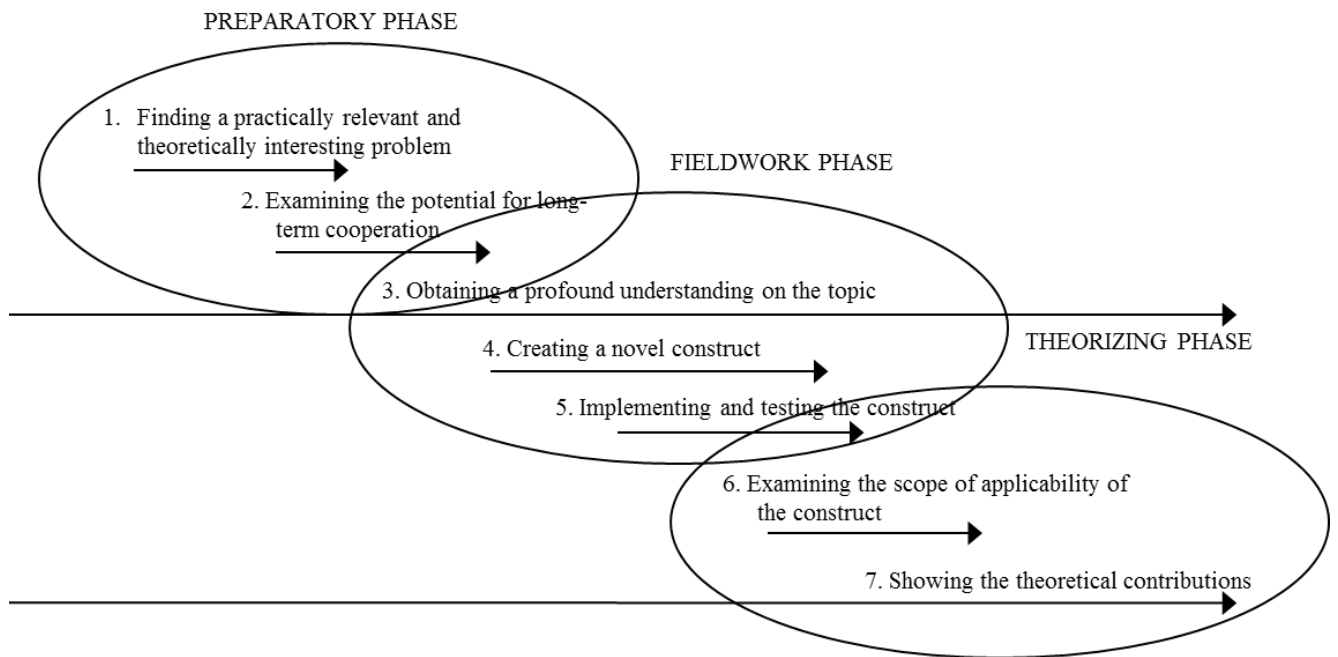 PREPARATORY PHASE
1. Finding a practically relevant and
theoretically interesting problem
FIELDWORK PHASE
2. Examining the potential for long-
term cooperation
3. Obtaining a profound understanding on the topic
THEORIZING PHASE
4. Creating a novel construct
5. Implementing and testing the construct
6. Examining the scope of applicability of
the construct
7. Showing the theoretical contributions